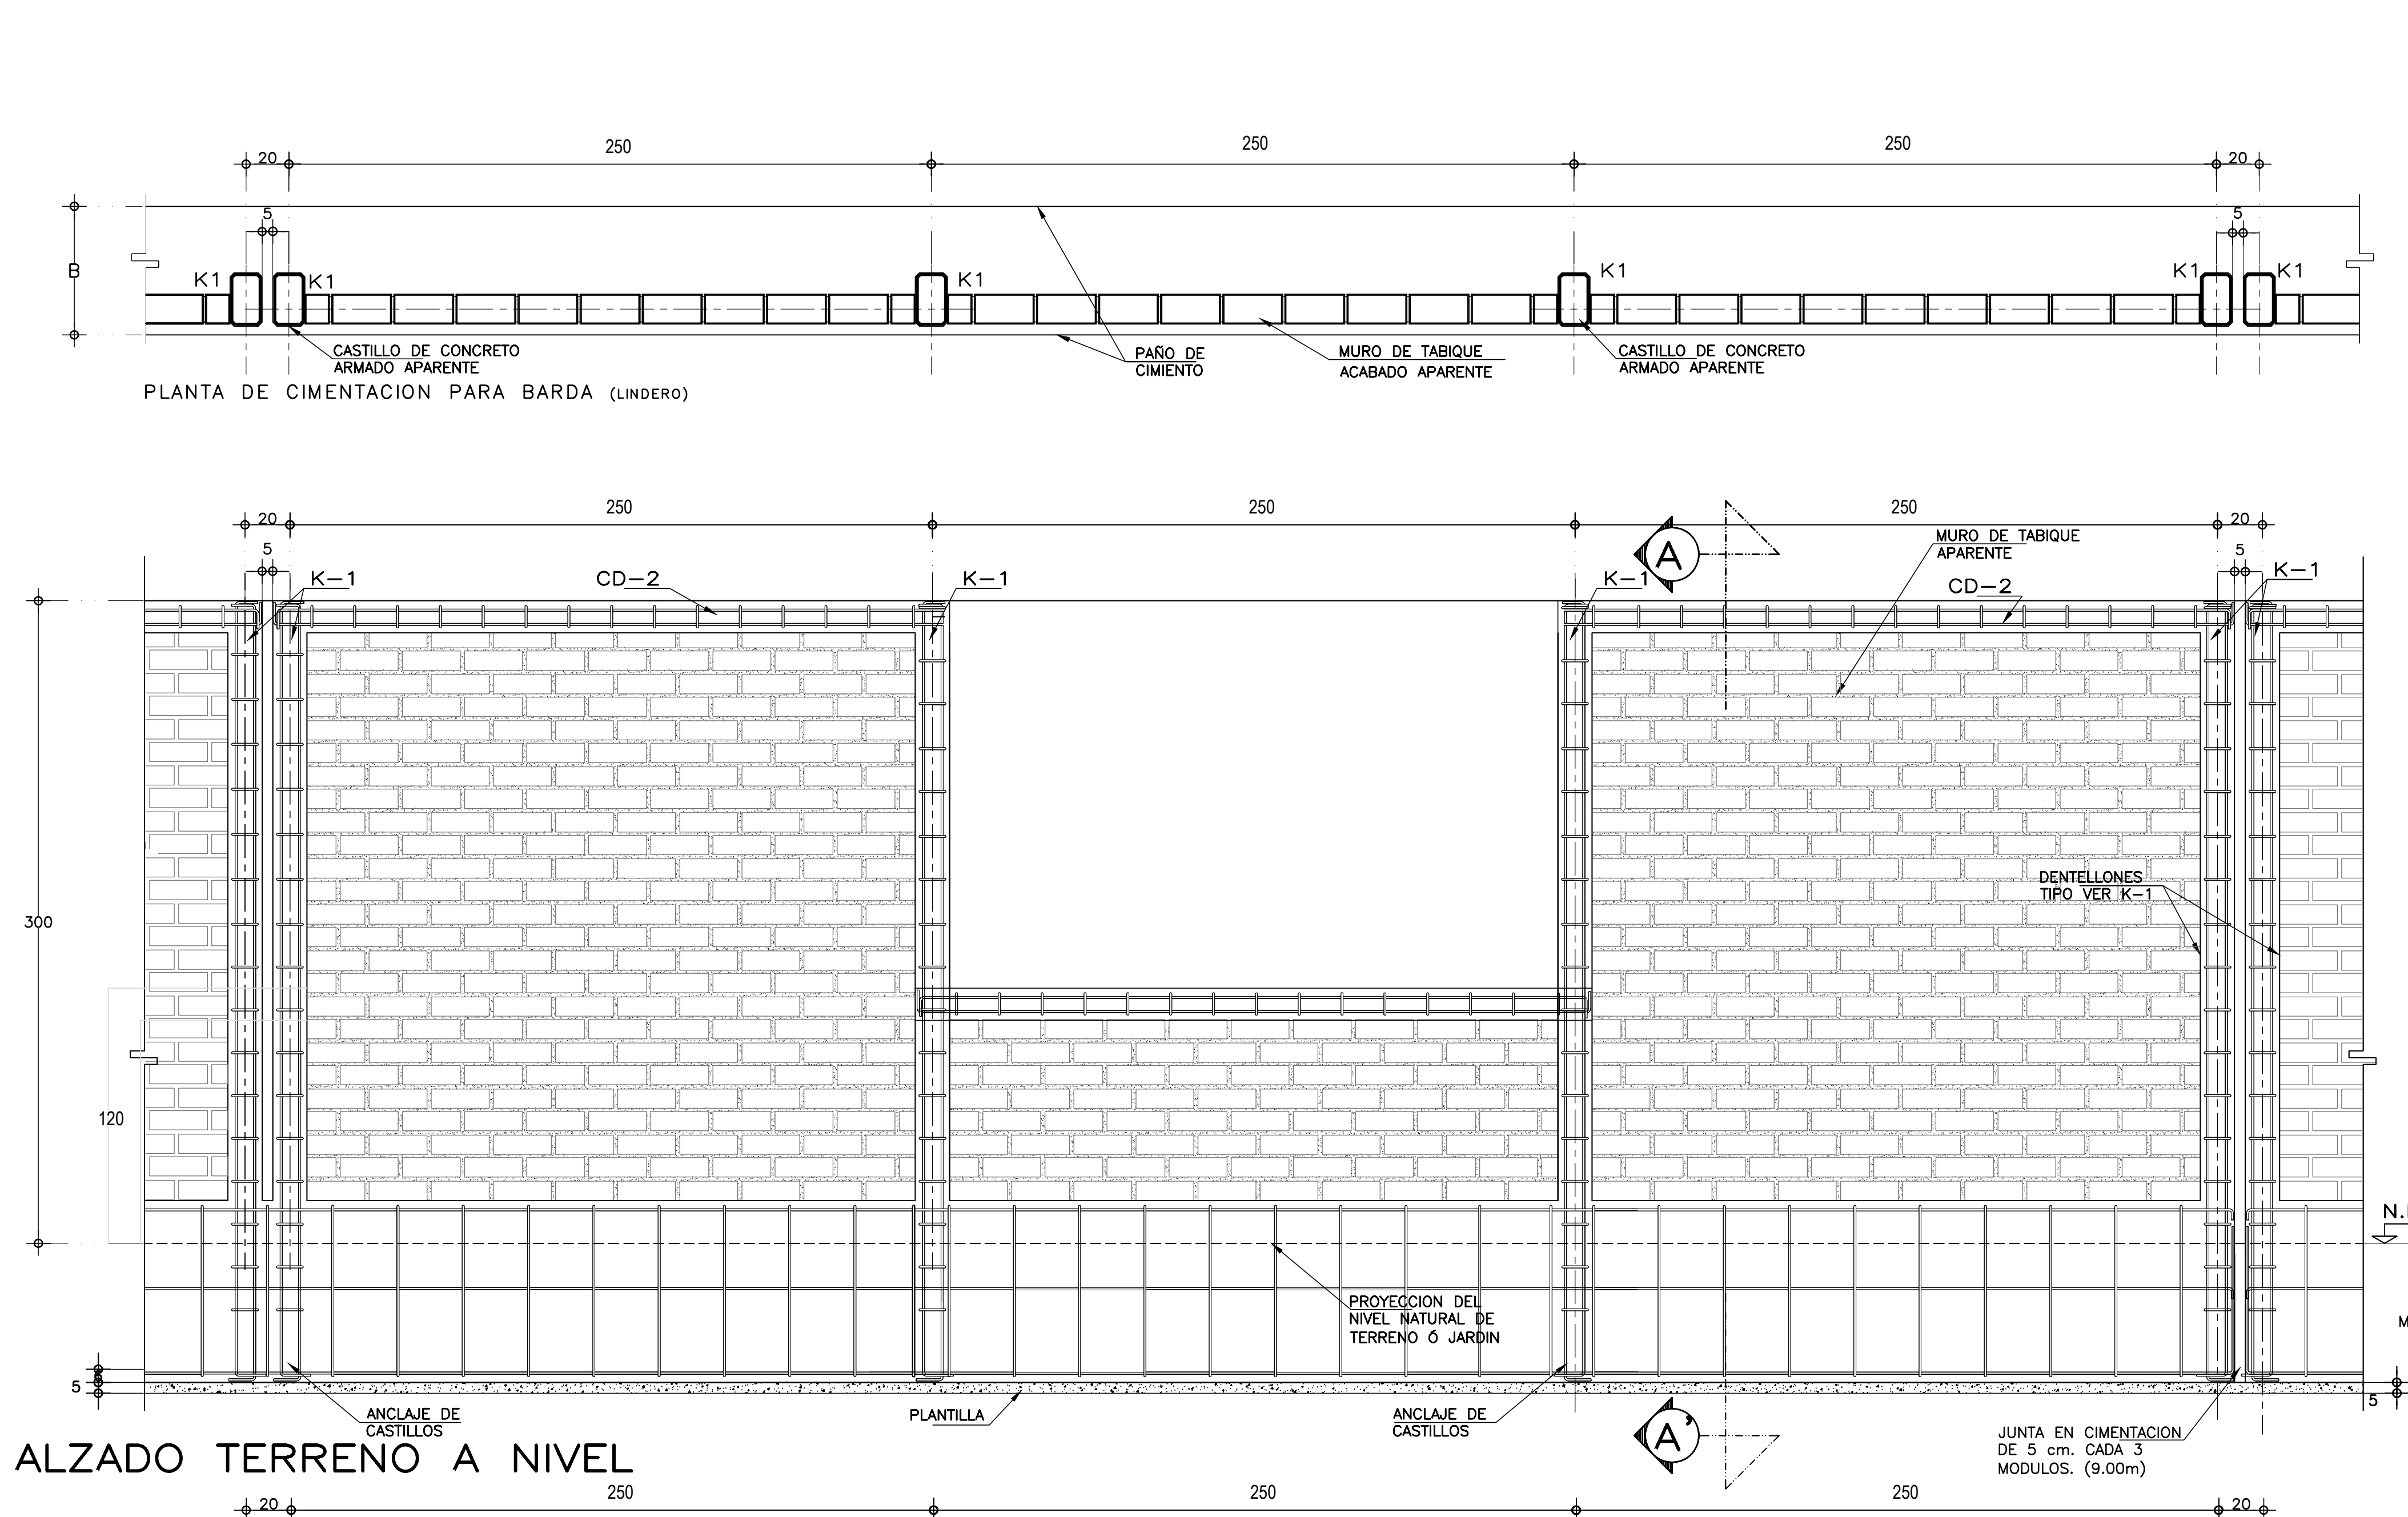 250
250
250
20
20
5
5
B
K1
K1
K1
K1
K1
K1
CASTILLO DE CONCRETO
ARMADO APARENTE
PAÑO DE
CIMIENTO
MURO DE TABIQUE
ACABADO APARENTE
CASTILLO DE CONCRETO
ARMADO APARENTE
PLANTA DE CIMENTACION PARA BARDA (LINDERO)
250
250
250
20
20
5
5
A
MURO DE TABIQUE
APARENTE
K-1
CD-2
K-1
K-1
CD-2
K-1
DENTELLONES
TIPO VER K-1
300
120
N.
PROYECCION DEL
NIVEL NATURAL DE
TERRENO Ó JARDIN
M
5
5
ANCLAJE DE
CASTILLOS
PLANTILLA
ANCLAJE DE
CASTILLOS
A'
JUNTA EN CIMENTACION
DE 5 cm. CADA 3
MODULOS. (9.00m)
ALZADO TERRENO A NIVEL
20
250
250
250
20